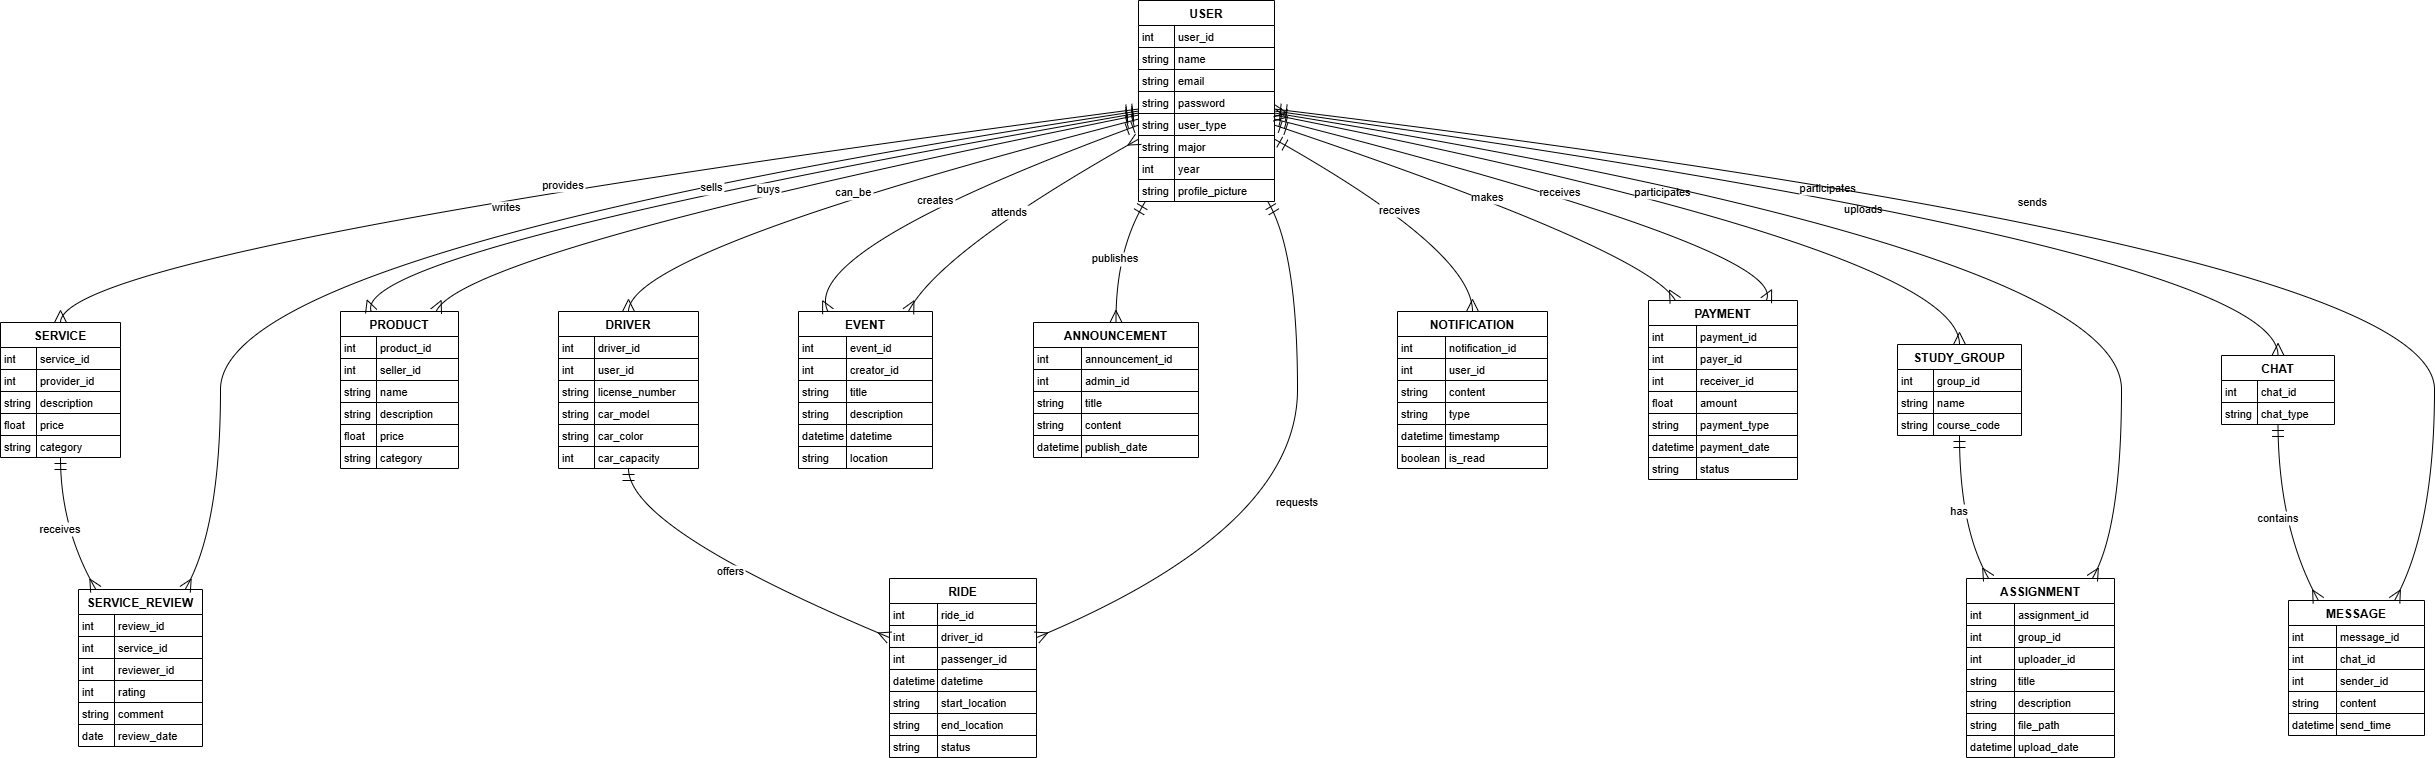 USER
int user_id
string name
string email
string password
string user_type
string major
int year
string profile_picture
provides
writes
sells
buys
can_be
creates
attends
publishes
receives
makes
receives
participates
participates
uploads
sends
requests
SERVICE
int service_id
int provider_id
string description
float price
string category
PRODUCT
int product_id
int seller_id
string name
string description
float price
string category
DRIVER
int driver_id
int user_id
string license_number
string car_model
string car_color
int car_capacity
EVENT
int event_id
int creator_id
string title
string description
datetime datetime
string location
ANNOUNCEMENT
int announcement_id
int admin_id
string title
string content
datetime publish_date
NOTIFICATION
int notification_id
int user_id
string content
string type
datetime timestamp
boolean is_read
PAYMENT
int payment_id
int payer_id
int receiver_id
float amount
string payment_type
datetime payment_date
string status
STUDY_GROUP
int group_id
string name
string course_code
CHAT
int chat_id
string chat_type
receives
offers
has
contains
SERVICE_REVIEW
int review_id
int service_id
int reviewer_id
int rating
string comment
date review_date
RIDE
int ride_id
int driver_id
int passenger_id
datetime datetime
string start_location
string end_location
string status
ASSIGNMENT
int assignment_id
int group_id
int uploader_id
string title
string description
string file_path
datetime upload_date
MESSAGE
int message_id
int chat_id
int sender_id
string content
datetime send_time